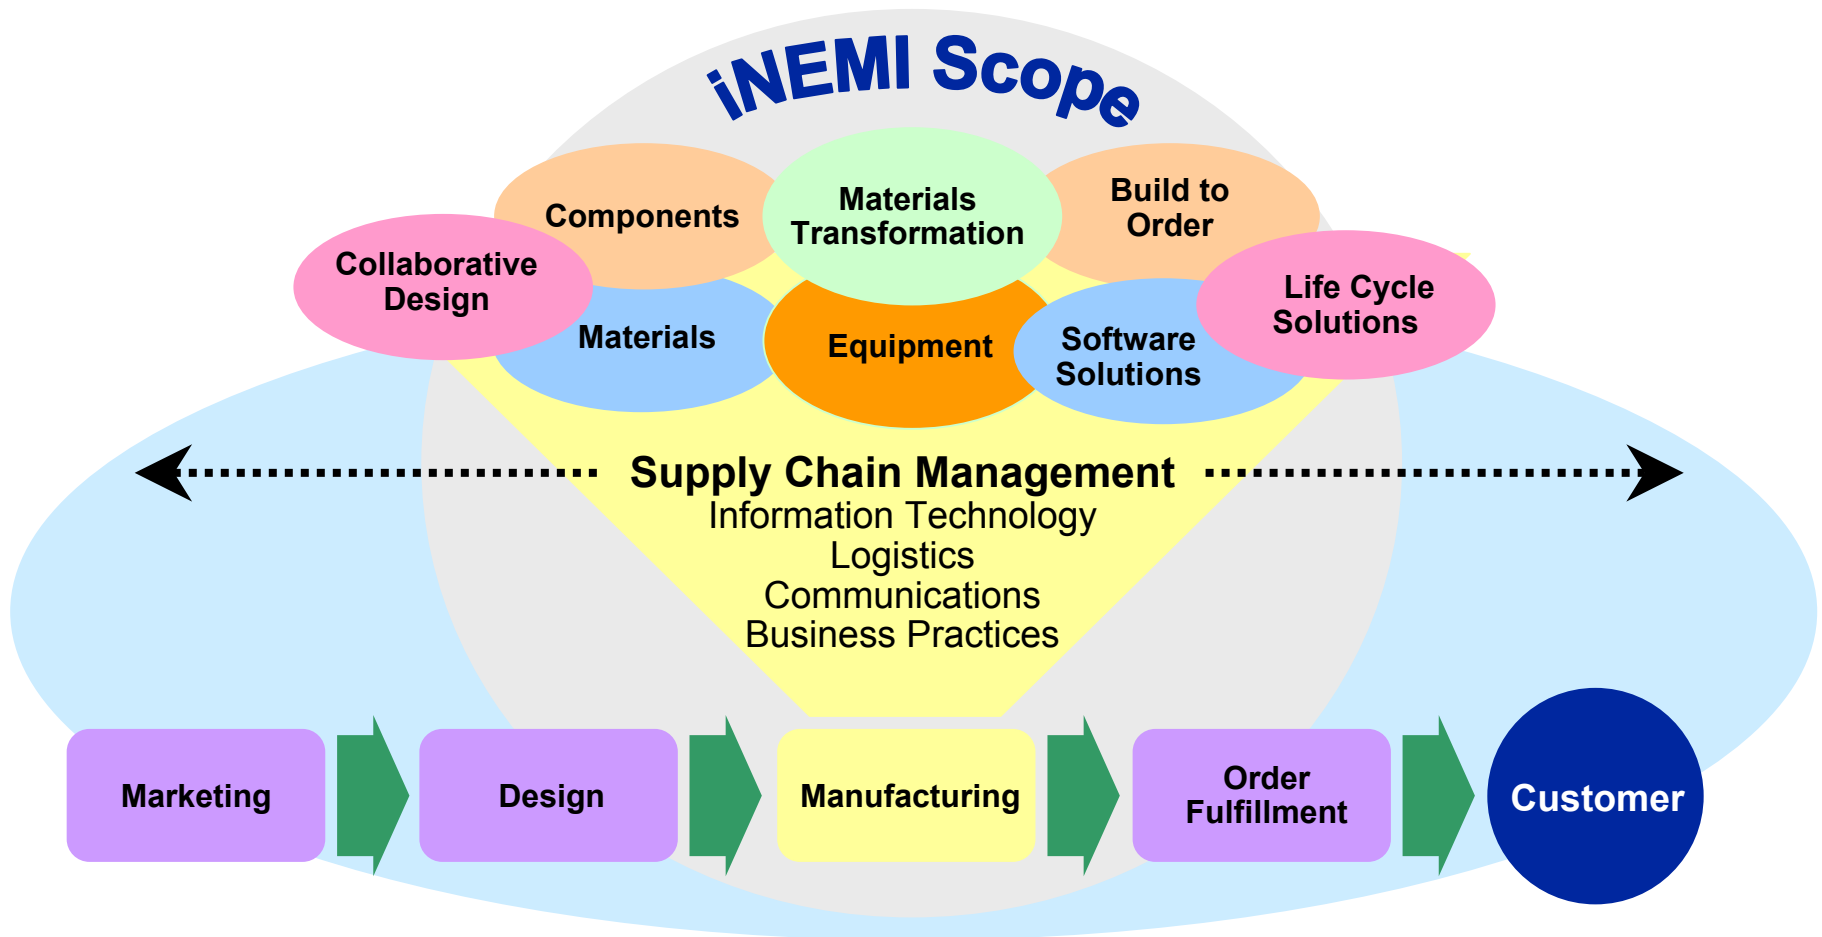 iNEMI Scope
Components
Materials
Transformation
Build to
Order
Collaborative
Design
Life Cycle
Solutions
Materials
Equipment
Software
Solutions
Supply Chain Management
Information Technology
Logistics
Communications
Business Practices
Marketing
Design
Manufacturing
Order
Fulfillment
Customer